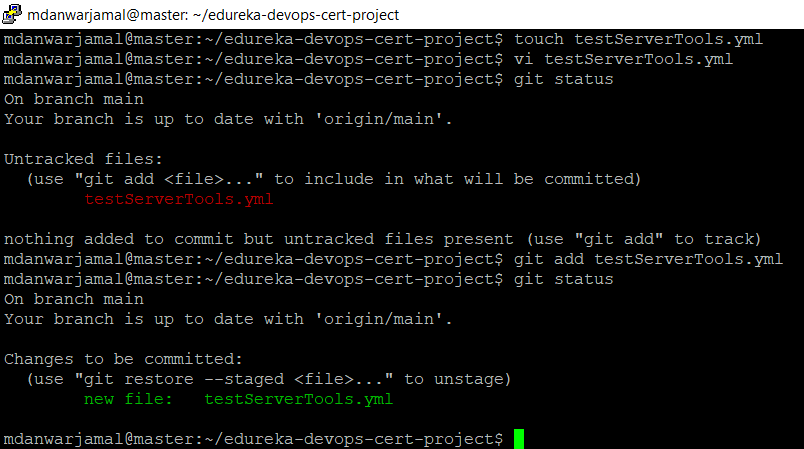 mdanwarjamal@master: ~/edureka-devops-cert-project
mdanwarjamal@master:~/edureka-devops-cert-project$ touch testServerTools.yml
mdanwarjamal@master:~/edureka-devops-cert-project$ vi testServerTools.yml
mdanwarjamal@master:~/edureka-devops-cert-project$ git status
On branch main
Your branch is up to date with 'origin/main'.
Untracked files:
  (use "git add <file>..." to include in what will be committed)
        testServerTools.yml
nothing added to commit but untracked files present (use "git add" to track)
mdanwarjamal@master:~/edureka-devops-cert-project$ git add testServerTools.yml
mdanwarjamal@master:~/edureka-devops-cert-project$ git status
On branch main
Your branch is up to date with 'origin/main'.
Changes to be committed:
  (use "git restore --staged <file>..." to unstage)
        new file:   testServerTools.yml
mdanwarjamal@master:~/edureka-devops-cert-project$